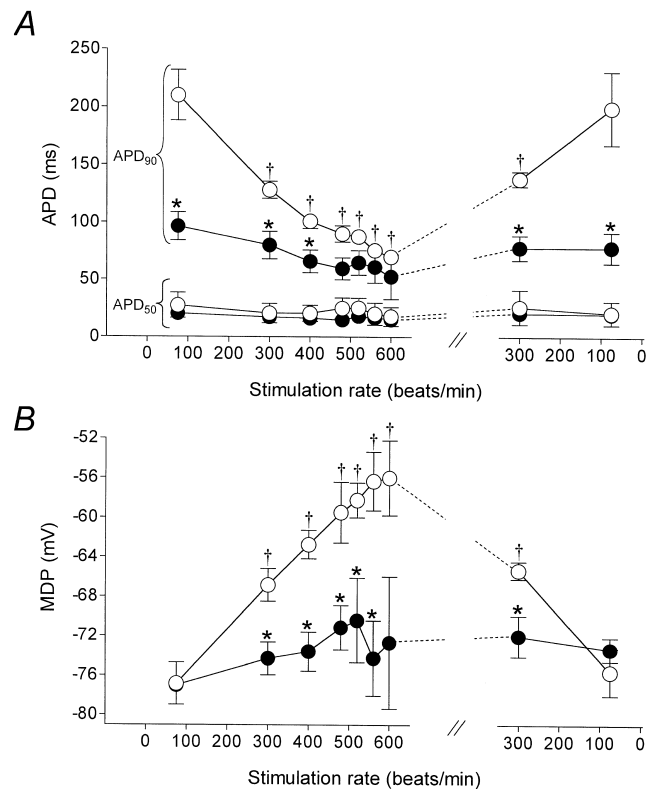 A
250
200
150
100
50
0
APD (ms)
APD90
APD50
† † † † † † †
* * * * *
0 100 200 300 400 500 600 300 200 100 0
Stimulation rate (beats/min)
B
-52
-56
-60
-64
-68
-72
-76
-80
MDP (mV)
† † † † † † †
* * * * * *
0 100 200 300 400 500 600 300 200 100 0
Stimulation rate (beats/min)